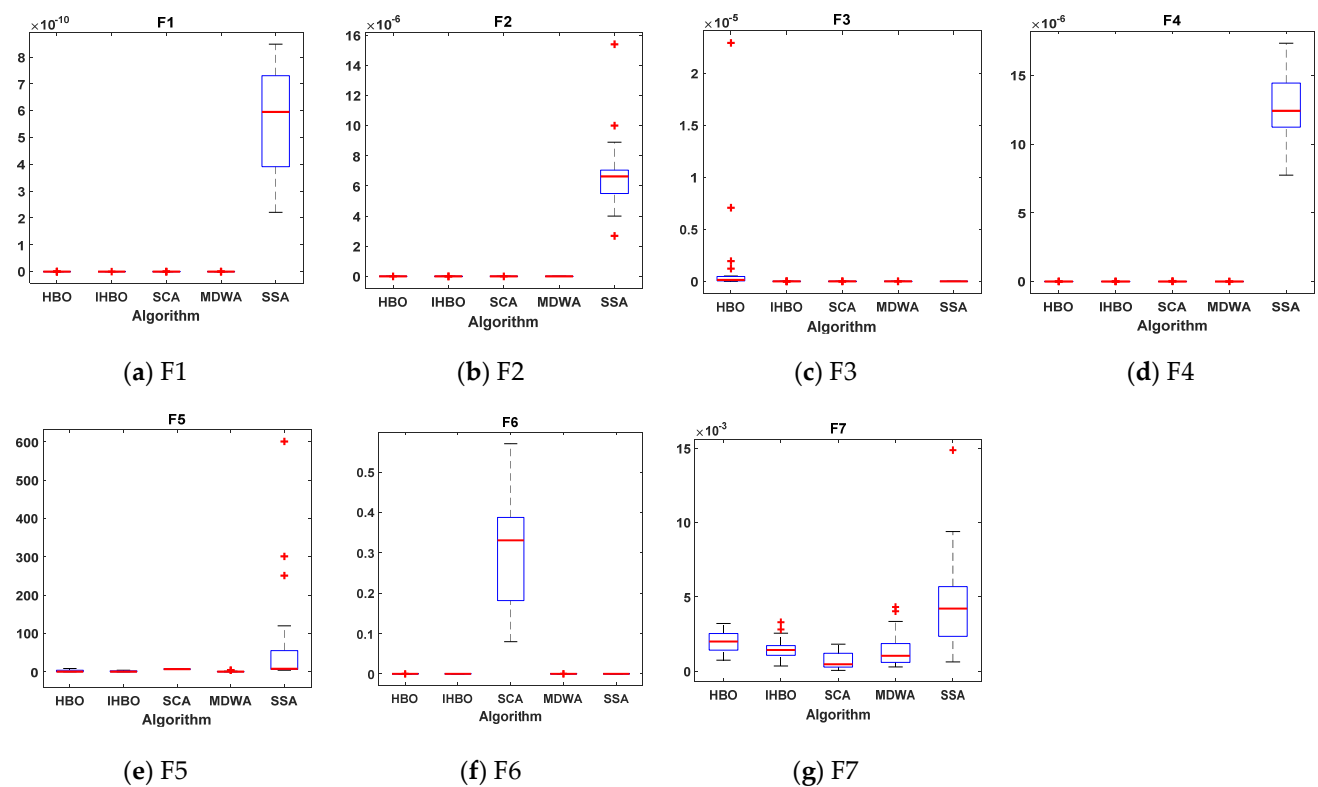 F1
×10-10
8
7
6
5
4
3
2
1
0
HBO IHBO SCA MDWA SSA
Algorithm
(a) F1
F2
×10-6
16
14
12
10
8
6
4
2
0
HBO IHBO SCA MDWA SSA
Algorithm
(b) F2
F3
×10-5
2
1.5
1
0.5
0
HBO IHBO SCA MDWA SSA
Algorithm
(c) F3
F4
×10-6
15
10
5
0
HBO IHBO SCA MDWA SSA
Algorithm
(d) F4
F5
600
500
400
300
200
100
0
HBO IHBO SCA MDWA SSA
Algorithm
(e) F5
F6
0.5
0.4
0.3
0.2
0.1
0
HBO IHBO SCA MDWA SSA
Algorithm
(f) F6
F7
×10-3
15
10
5
0
HBO IHBO SCA MDWA SSA
Algorithm
(g) F7